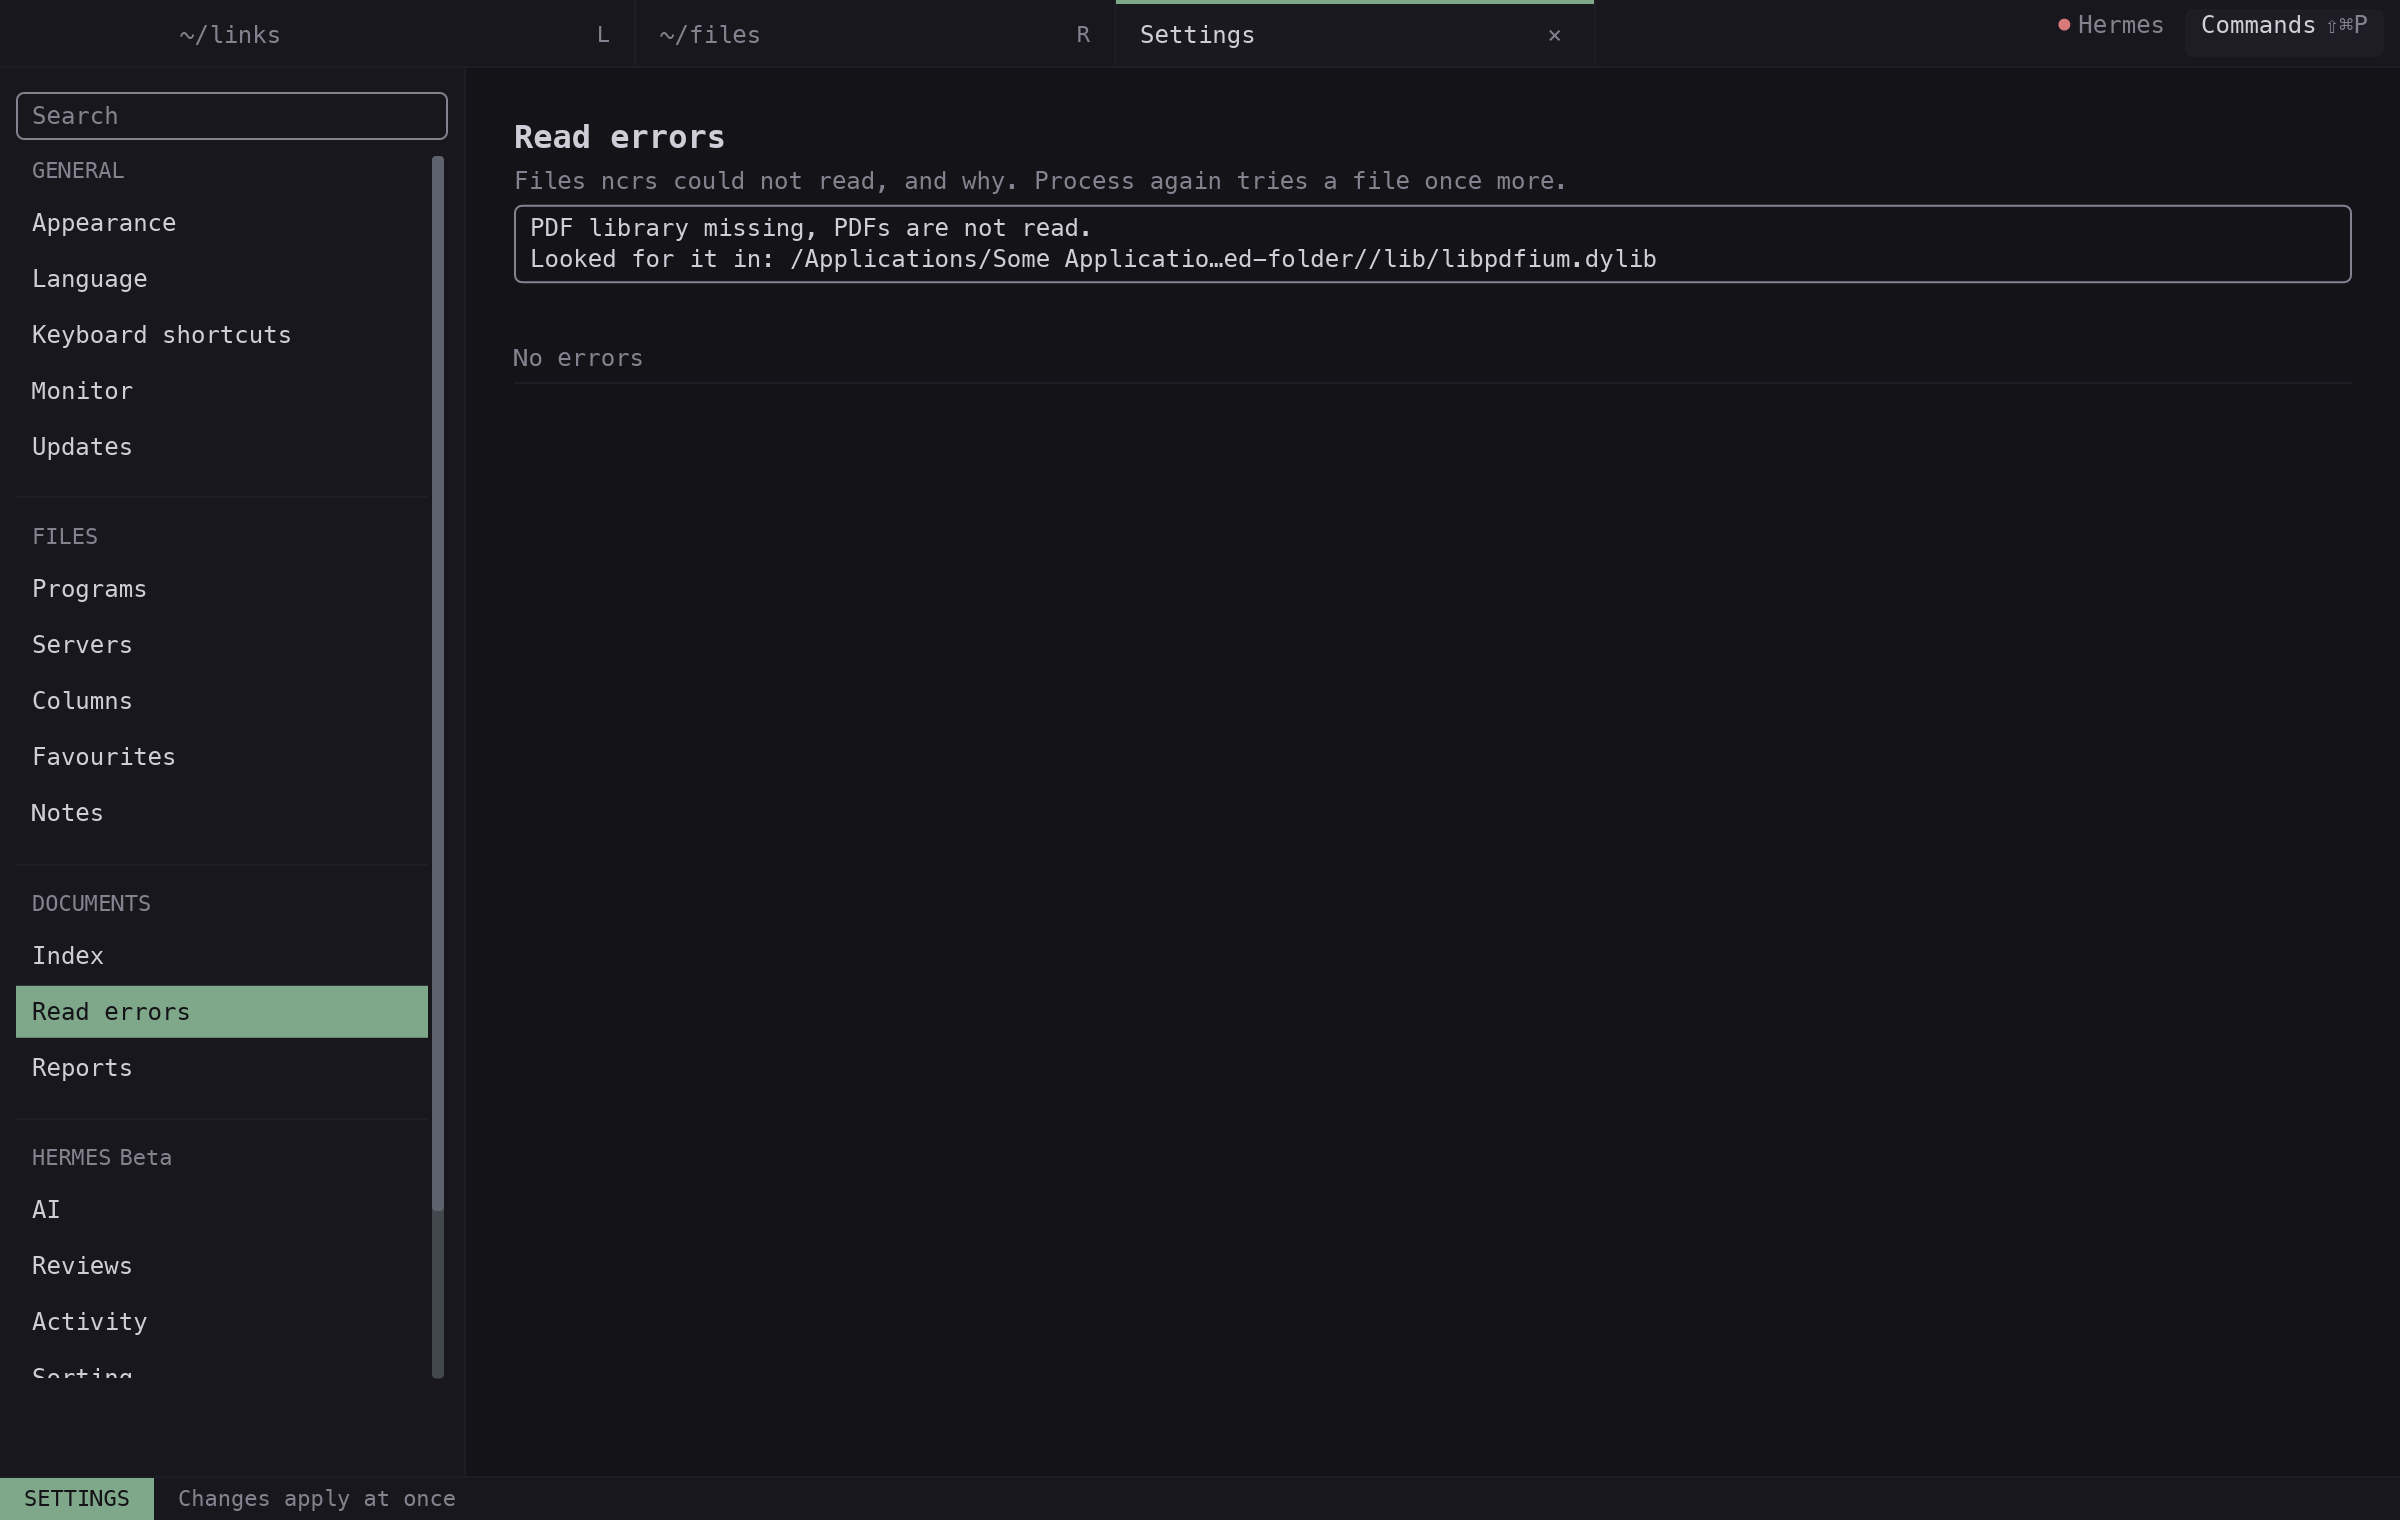 ~/links L ~/files R Settings × Hermes Commands ⇧⌘P
Search
GENERAL
Appearance
Language
Keyboard shortcuts
Monitor
Updates
FILES
Programs
Servers
Columns
Favourites
Notes
DOCUMENTS
Index
Read errors
Reports
HERMES Beta
AI
Reviews
Activity
Sorting
Read errors
Files ncrs could not read, and why. Process again tries a file once more.
PDF library missing, PDFs are not read.
Looked for it in: /Applications/Some Applicatio…ed-folder//lib/libpdfium.dylib
No errors
SETTINGS Changes apply at once